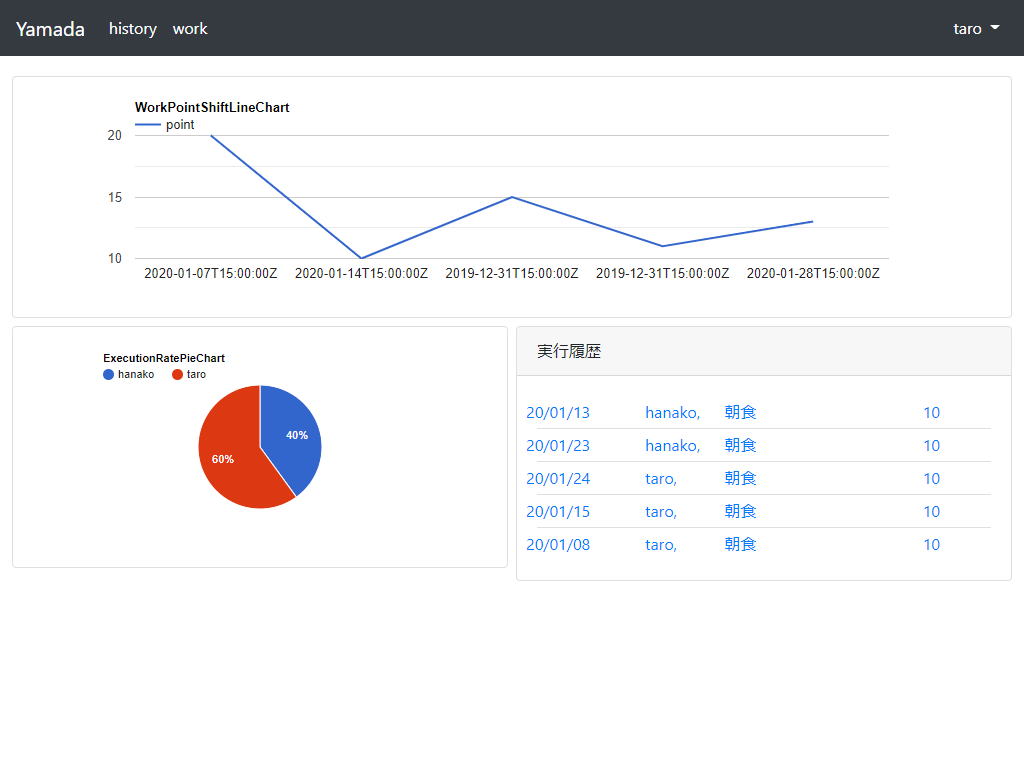 Yamada history work taro
WorkPointShiftLineChart
point
20
15
10
2020-01-07T15:00:00Z 2020-01-14T15:00:00Z 2019-12-31T15:00:00Z 2019-12-31T15:00:00Z 2020-01-28T15:00:00Z
ExecutionRatePieChart
hanako taro
40%
60%
実行履歴
20/01/13 hanako, 朝食 10
20/01/23 hanako, 朝食 10
20/01/24 taro, 朝食 10
20/01/15 taro, 朝食 10
20/01/08 taro, 朝食 10